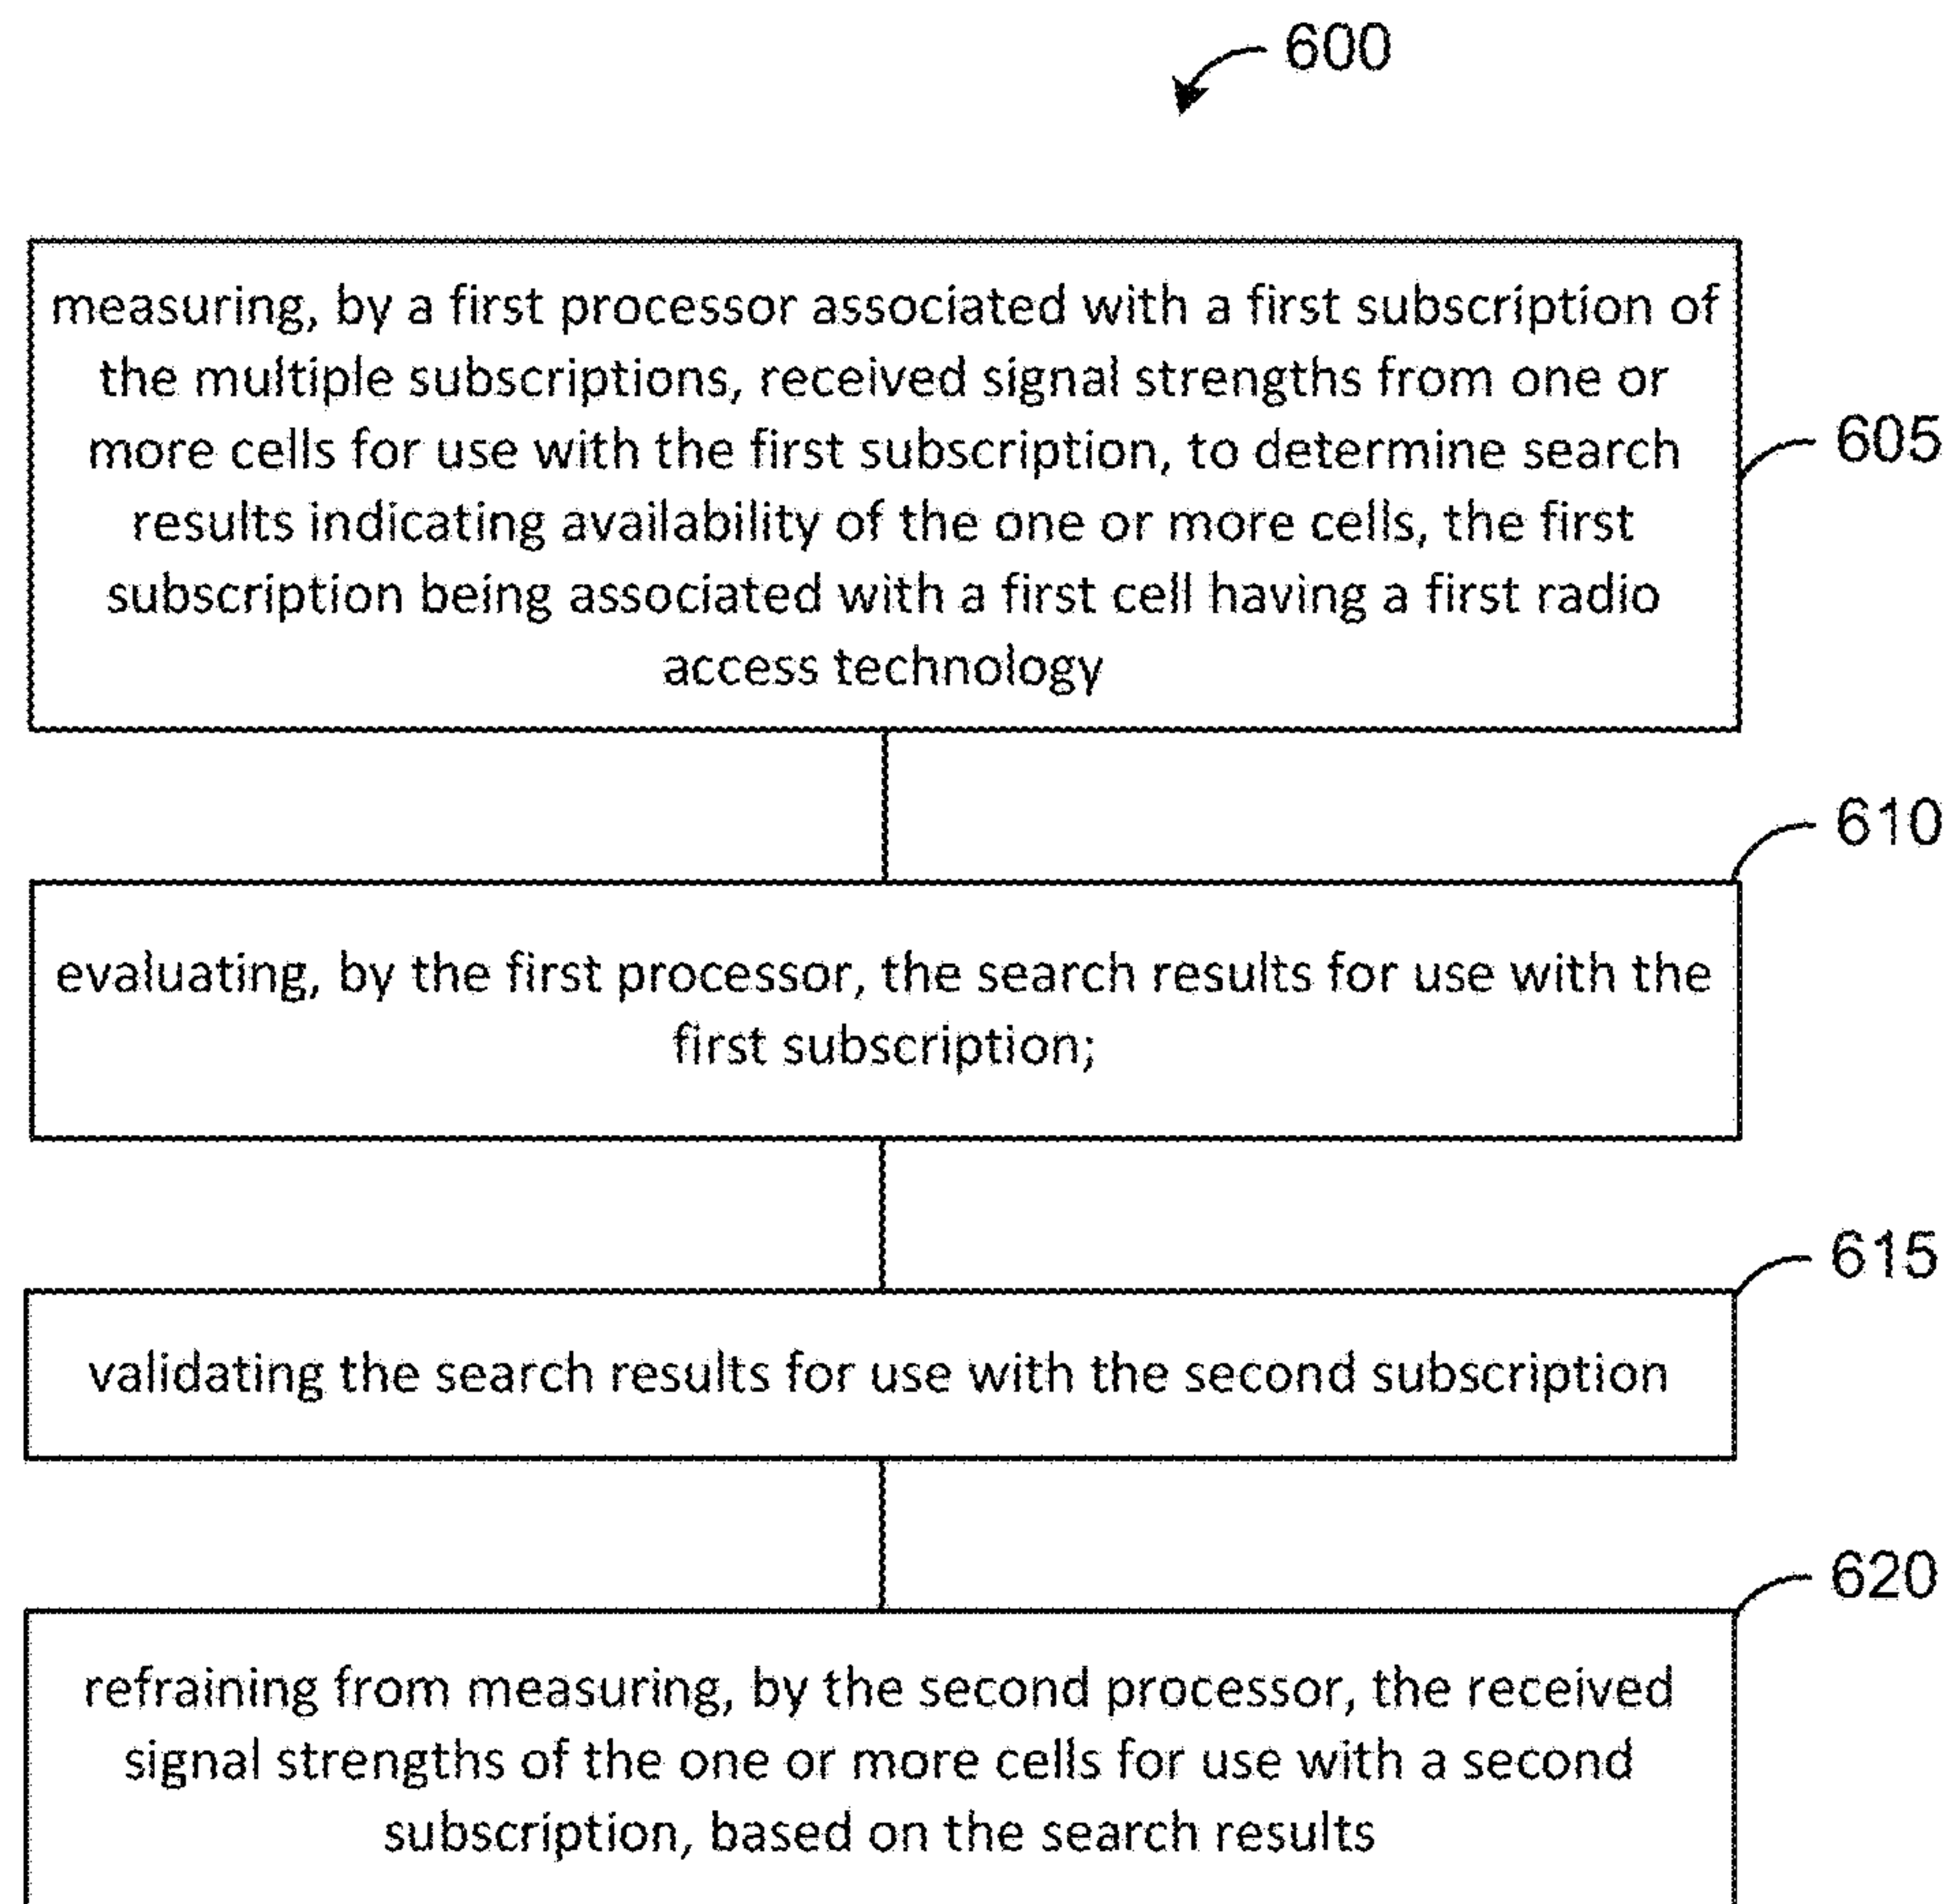 600
measuring, by a first processor associated with a first subscription of
the multiple subscriptions, received signal strengths from one or
more cells for use with the first subscription, to determine search
results indicating availability of the one or more cells, the first
subscription being associated with a first cell having a first radio
access technology
605
610
evaluating, by the first processor, the search results for use with the
first subscription;
615
validating the search results for use with the second subscription
620
refraining from measuring, by the second processor, the received
signal strengths of the one or more cells for use with a second
subscription, based on the search results